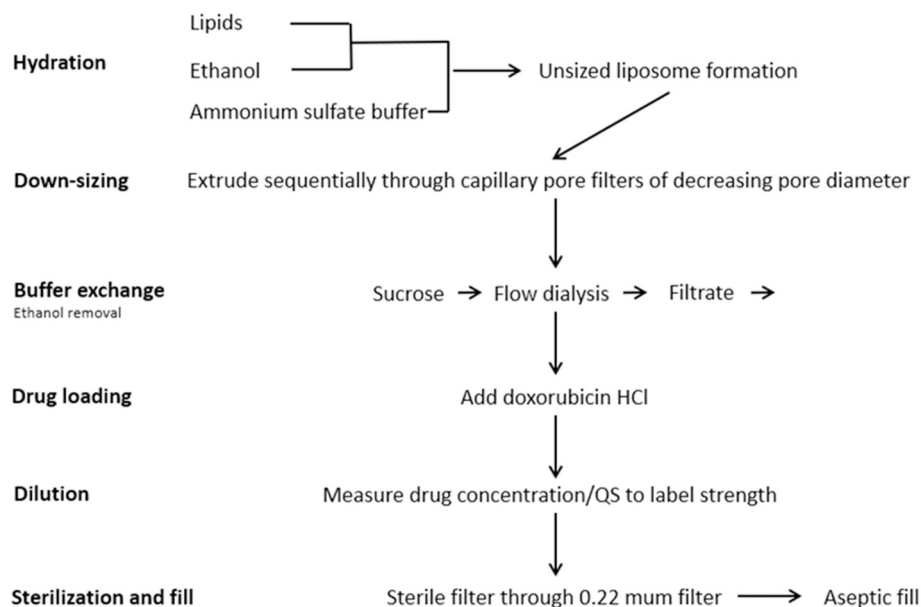 Lipids
Hydration
Ethanol
Unsized liposome formation
Ammonium sulfate buffer
Down-sizing
Extrude sequentially through capillary pore filters of decreasing pore diameter
Buffer exchange
Ethanol removal
Sucrose
Flow dialysis
Filtrate
Drug loading
Add doxorubicin HCl
Dilution
Measure drug concentration/QS to label strength
Sterilization and fill
Sterile filter through 0.22 mum filter
Aseptic fill